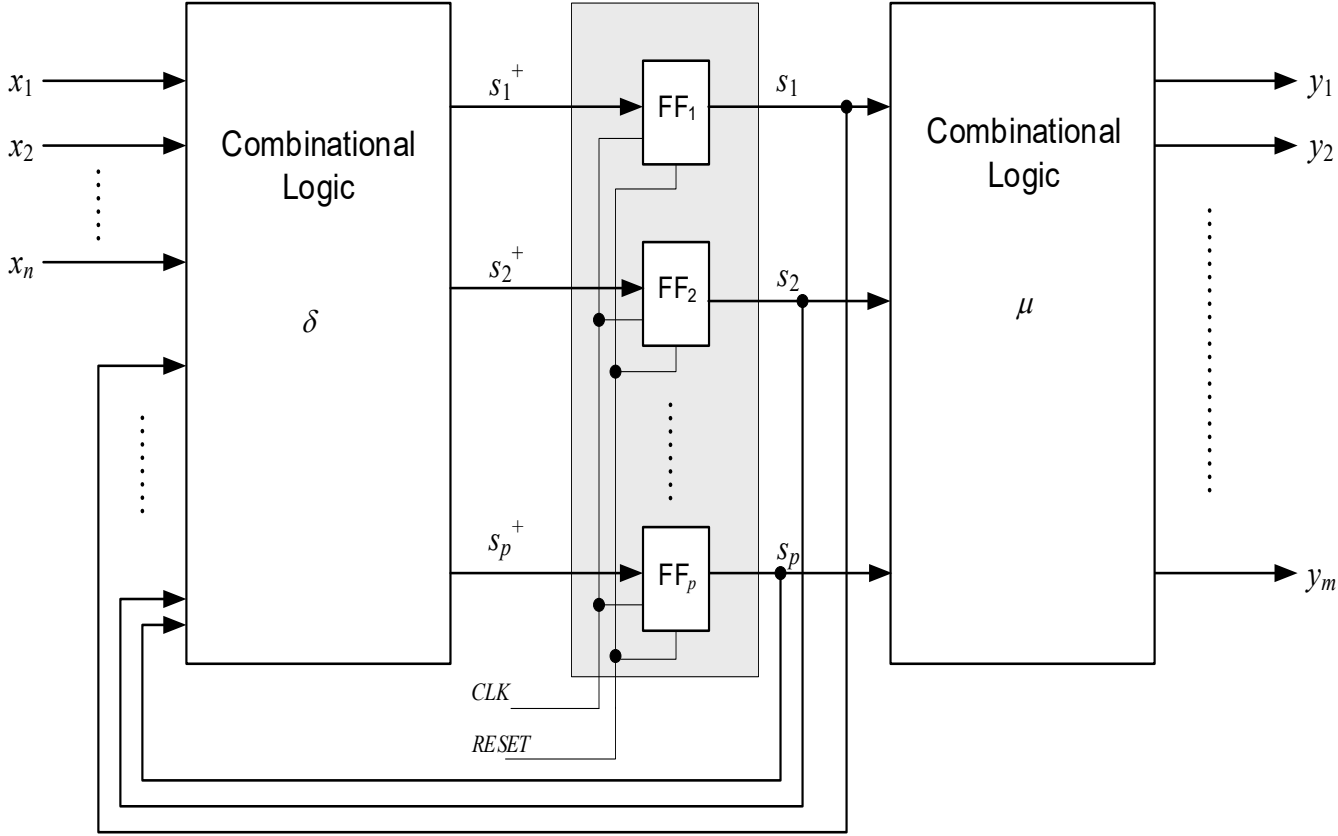 x1
x2
xn
Combinational
Logic
δ
s1+
s2+
sp+
FF1
FF2
FFp
CLK
RESET
s1
s2
sp
Combinational
Logic
μ
y1
y2
ym